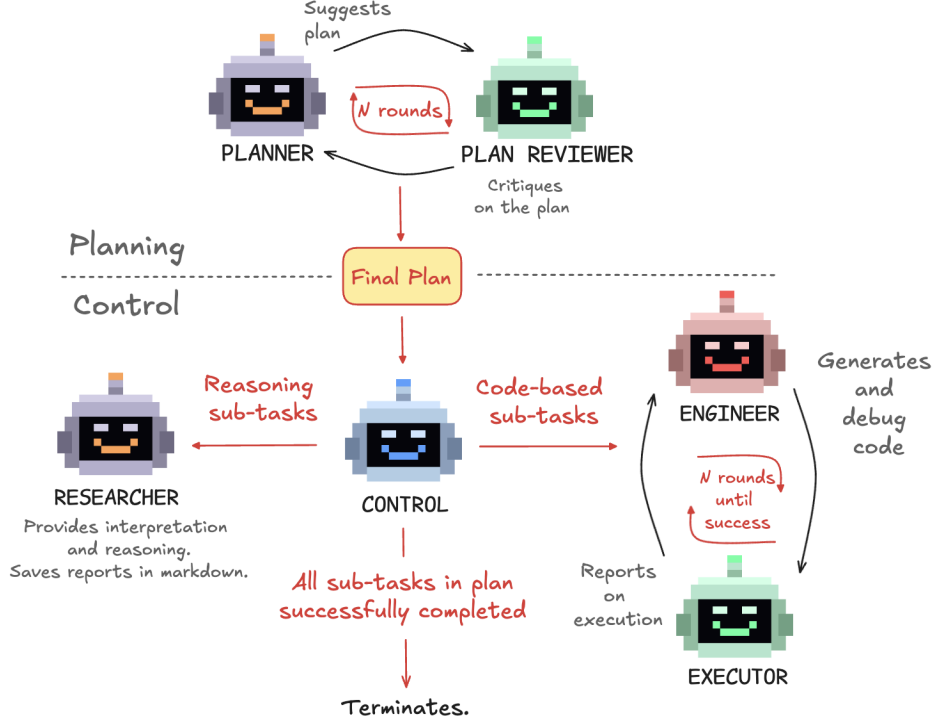 Suggests
plan
N rounds
PLANNER
PLAN REVIEWER
Critiques
on the plan
Planning
Final Plan
Control
Reasoning
sub-tasks
Code-based
sub-tasks
ENGINEER
Generates
and
debug
code
RESEARCHER
Provides interpretation
and reasoning.
Saves reports in markdown.
CONTROL
N rounds
until
success
All sub-tasks in plan
successfully completed
Reports
on
execution
EXECUTOR
Terminates.